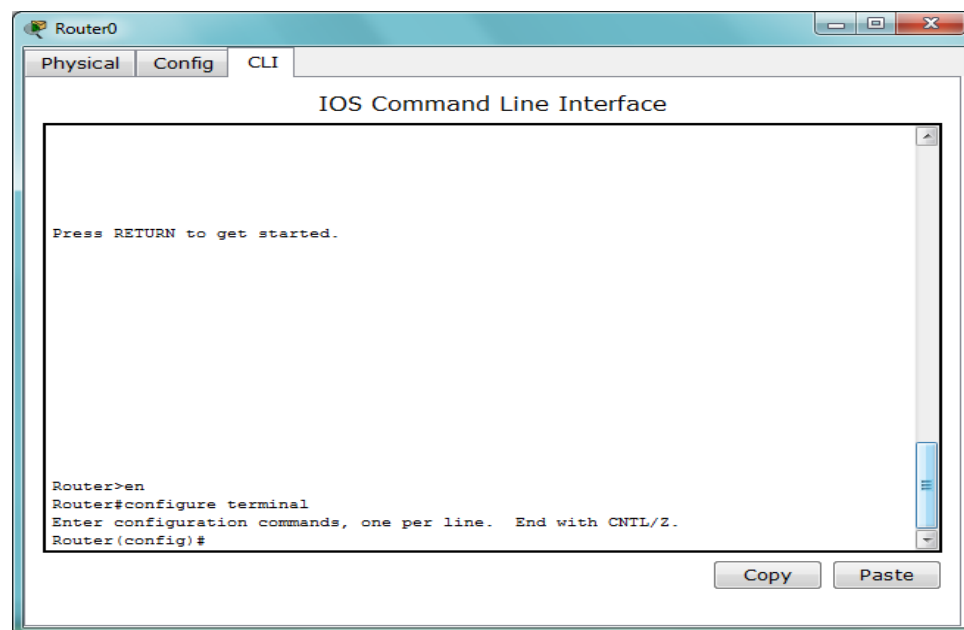 Router0
Physical Config CLI
IOS Command Line Interface
Press RETURN to get started.
Router>en
Router#configure terminal
Enter configuration commands, one per line.  End with CNTL/Z.
Router(config)#
Copy Paste